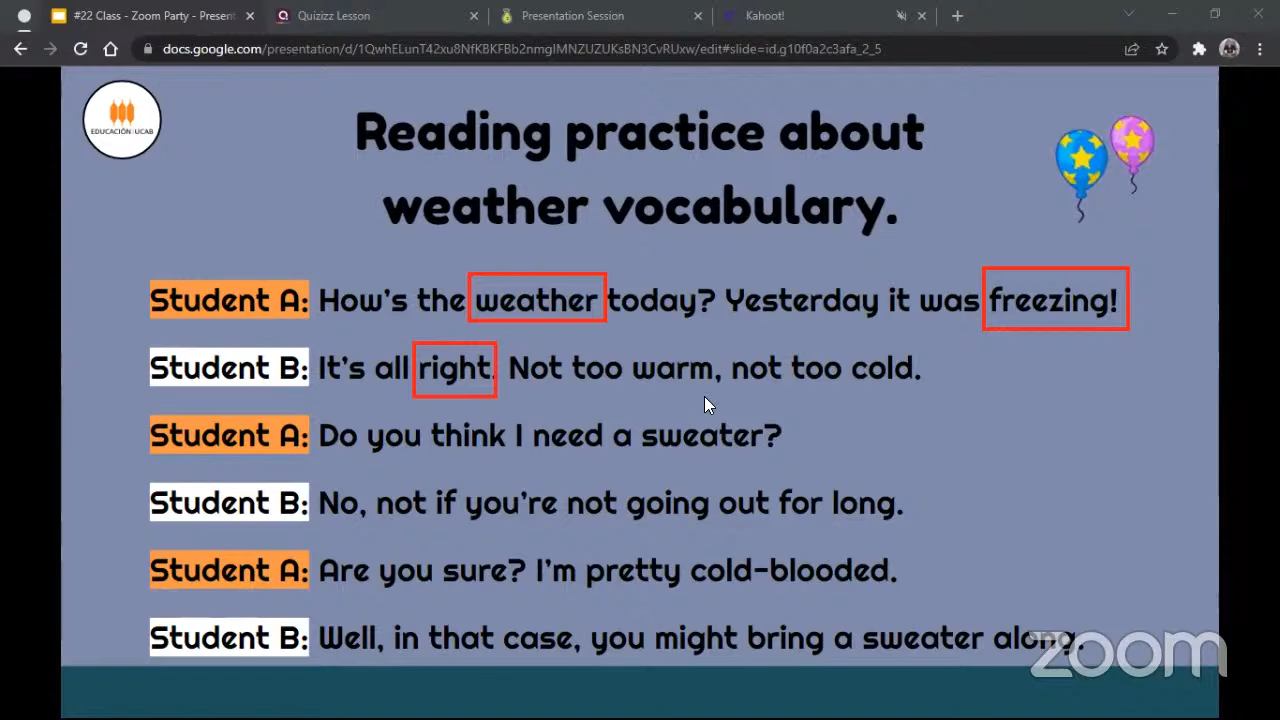 #22 Class - Zoom Party - Present
Quizizz Lesson
Presentation Session
Kahoot!
docs.google.com/presentation/d/1QwhELunT42xu8NfKBKFBb2nmgIMNZUZUKsBN3CvRUxw/edit#slide=id.g10f0a2c3afa_2_5
EDUCACIÓN UCAB
Reading practice about
weather vocabulary.
Student A: How's the weather today? Yesterday it was freezing!
Student B: It's all right. Not too warm, not too cold.
Student A: Do you think I need a sweater?
Student B: No, not if you're not going out for long.
Student A: Are you sure? I'm pretty cold-blooded.
Student B: Well, in that case, you might bring a sweater along.
zoom